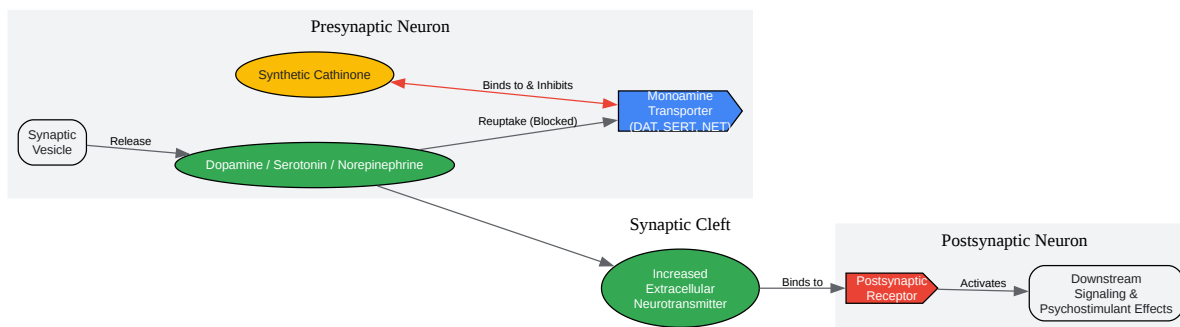 Presynaptic Neuron
Synthetic Cathinone
Binds to & Inhibits
Monoamine
Transporter
(DAT, SERT, NET)
Reuptake (Blocked)
Synaptic
Vesicle
Release
Dopamine / Serotonin / Norepinephrine
Synaptic Cleft
Increased
Extracellular
Neurotransmitter
Binds to
Postsynaptic Neuron
Postsynaptic
Receptor
Activates
Downstream
Signaling &
Psychostimulant Effects